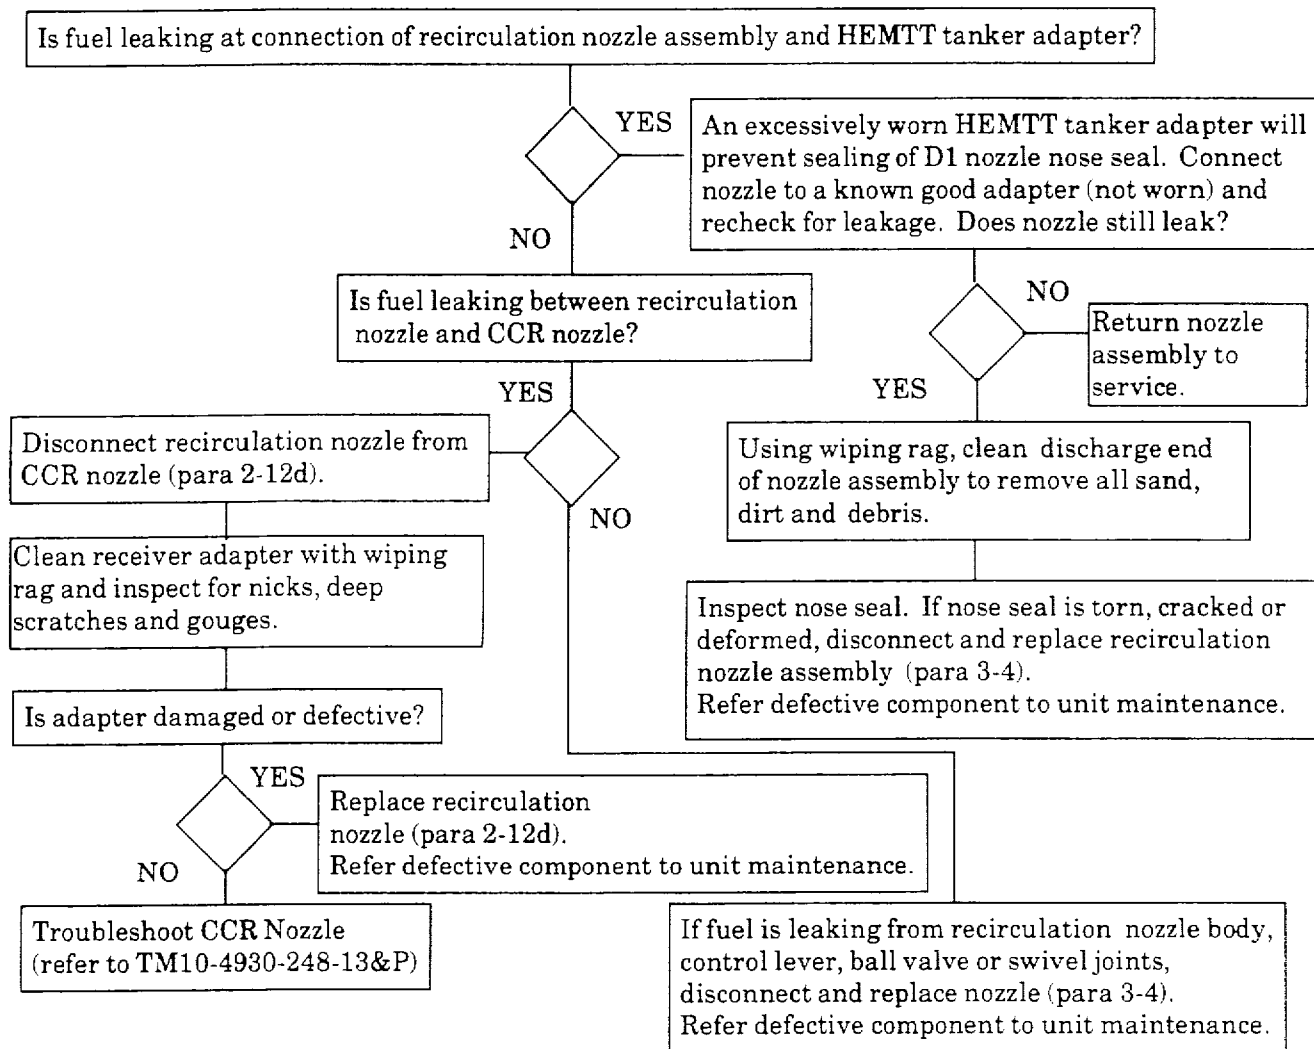 Is fuel leaking at connection of recirculation nozzle assembly and HEMTT tanker adapter?
YES
An excessively worn HEMTT tanker adapter will
prevent sealing of D1 nozzle nose seal. Connect
nozzle to a known good adapter (not worn) and
recheck for leakage. Does nozzle still leak?
NO
Is fuel leaking between recirculation
nozzle and CCR nozzle?
NO
Return nozzle
assembly to
service.
YES
YES
Disconnect recirculation nozzle from
CCR nozzle (para 2-12d).
NO
Using wiping rag, clean discharge end
of nozzle assembly to remove all sand,
dirt and debris.
Clean receiver adapter with wiping
rag and inspect for nicks, deep
scratches and gouges.
Inspect nose seal. If nose seal is torn, cracked or
deformed, disconnect and replace recirculation
nozzle assembly (para 3-4).
Refer defective component to unit maintenance.
Is adapter damaged or defective?
YES
Replace recirculation
nozzle (para 2-12d).
Refer defective component to unit maintenance.
NO
Troubleshoot CCR Nozzle
(refer to TM10-4930-248-13&P)
If fuel is leaking from recirculation nozzle body,
control lever, ball valve or swivel joints,
disconnect and replace nozzle (para 3-4).
Refer defective component to unit maintenance.